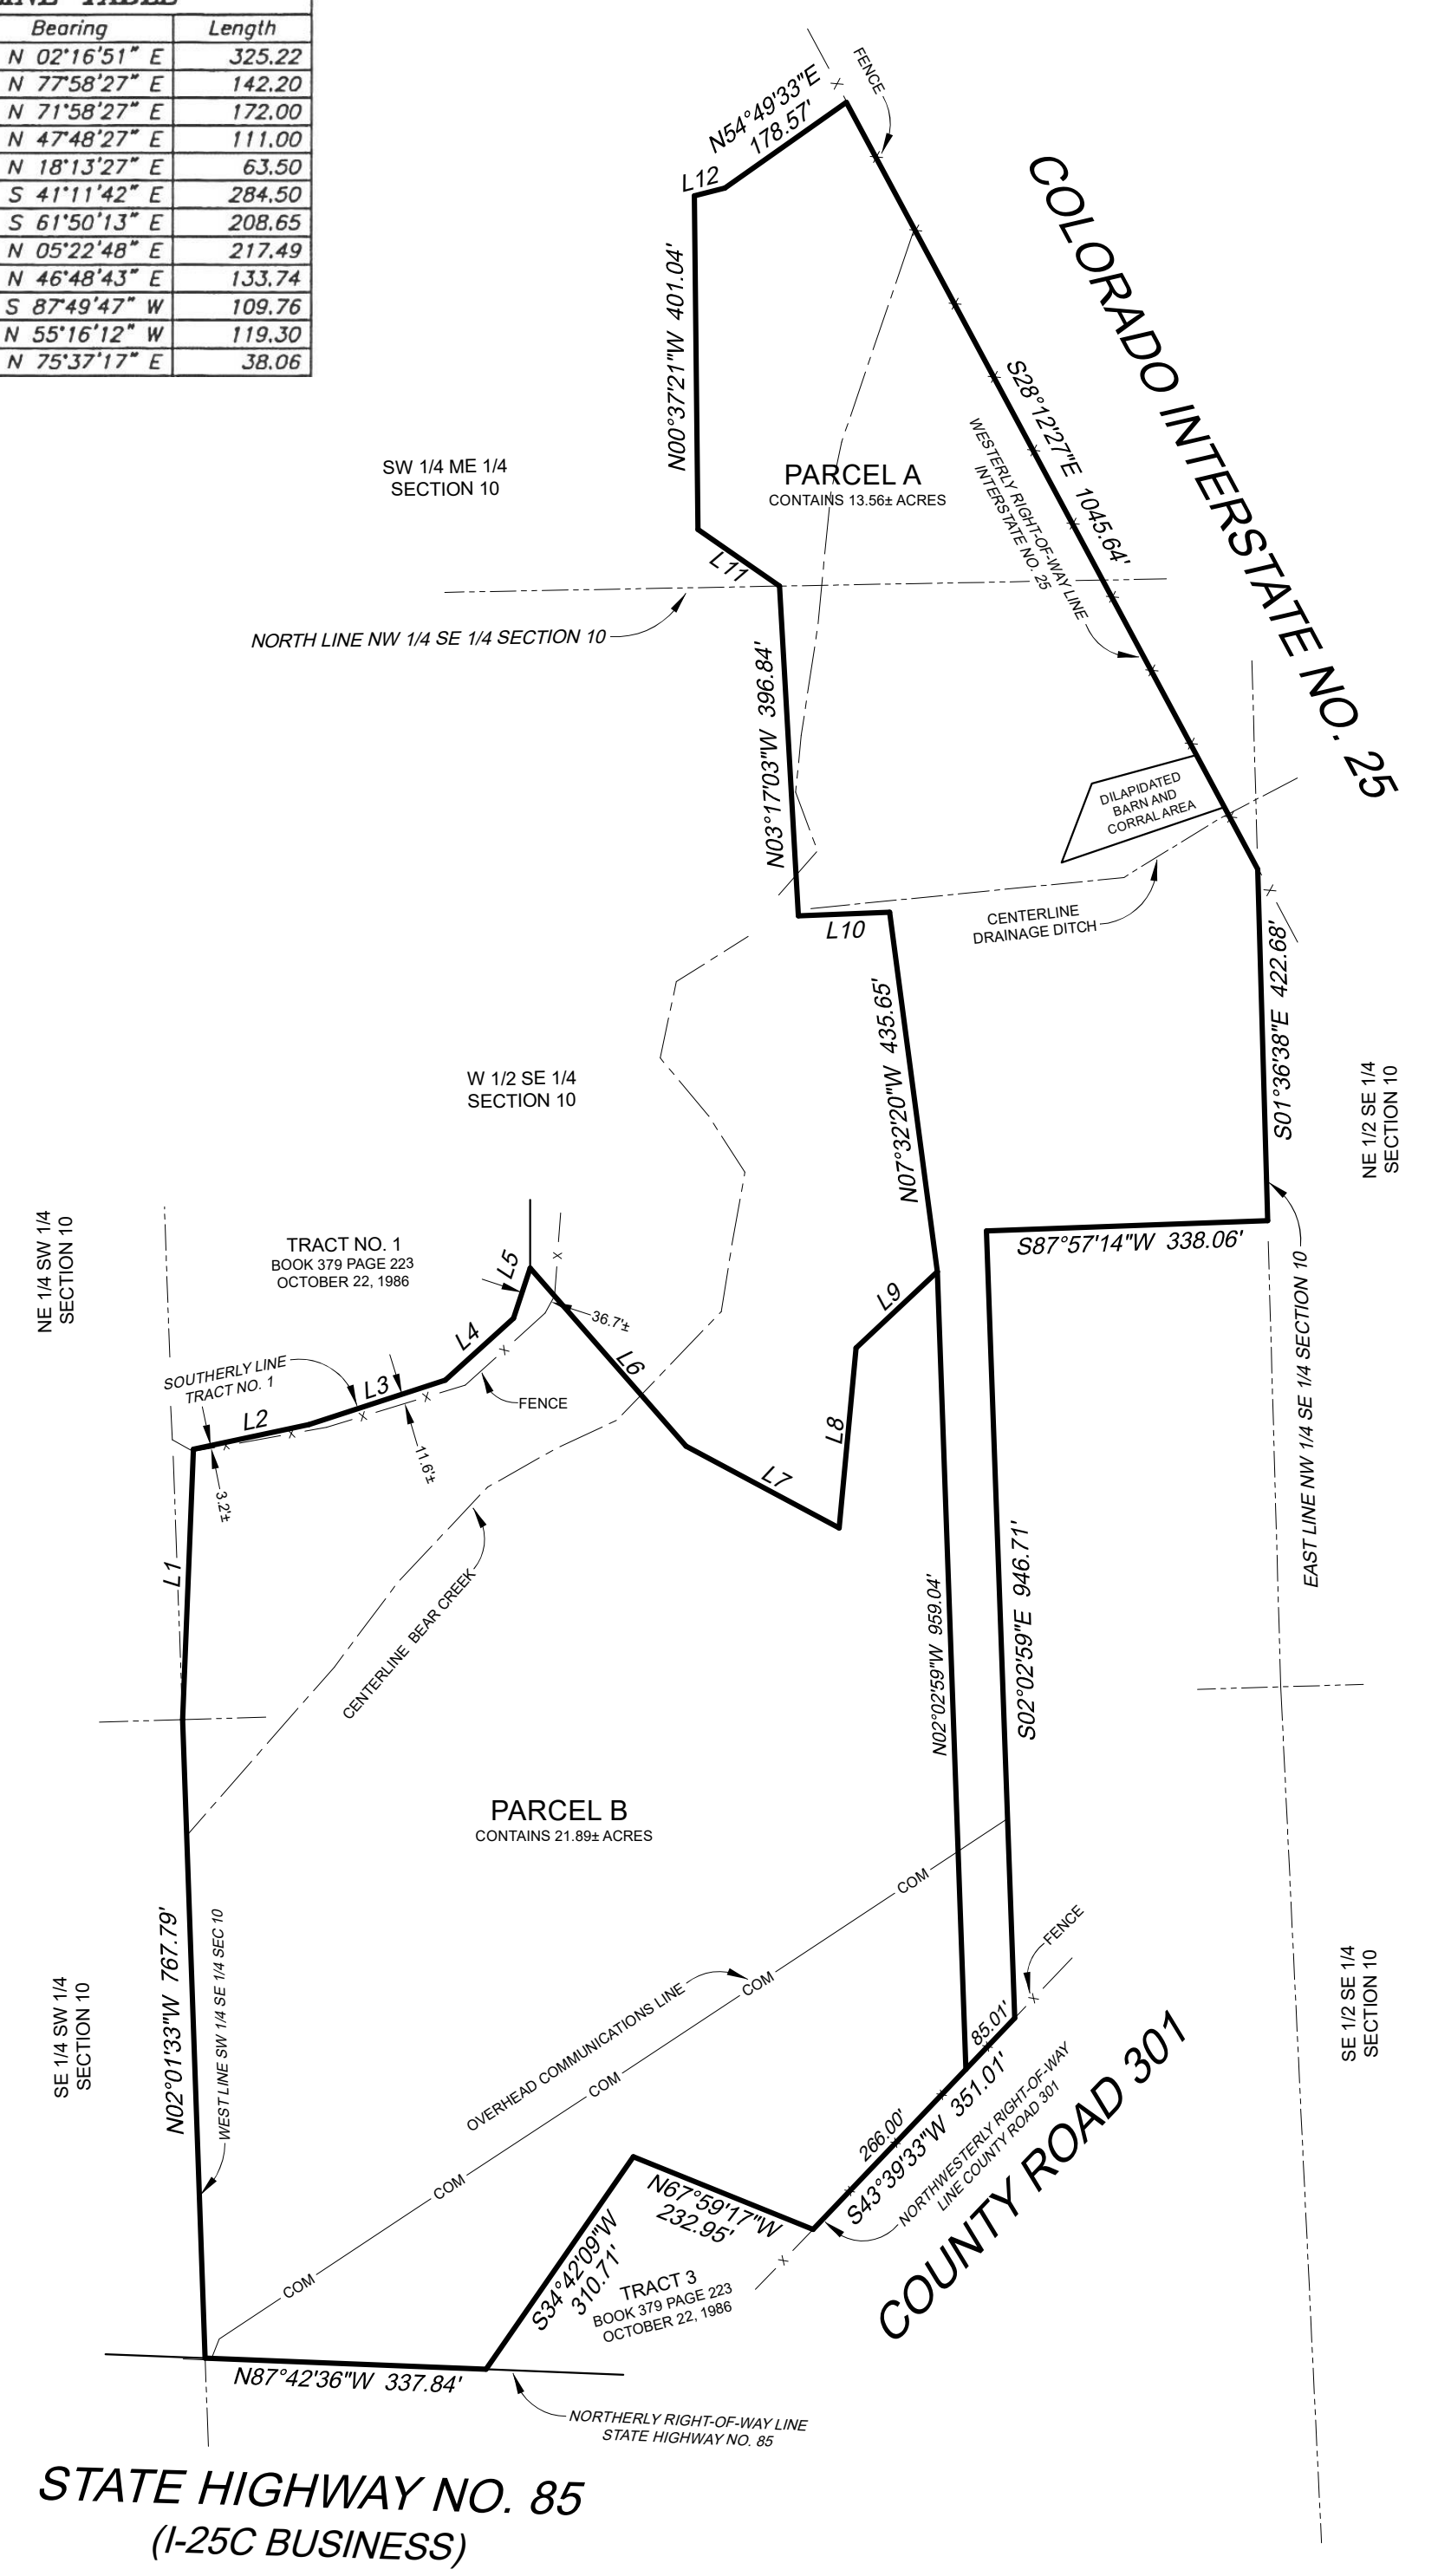 Bearing Length
N 02°16'51" E 325.22
N 77°58'27" E 142.20
N 71°58'27" E 172.00
N 47°48'27" E 111.00
N 18°13'27" E 63.50
S 41°11'42" E 284.50
S 61°50'13" E 208.65
N 05°22'48" E 217.49
N 46°48'43" E 133.74
S 87°49'47" W 109.76
N 55°16'12" W 119.30
N 75°37'17" E 38.06
FENCE
N54°49'33"E
178.57'
L12
COLORADO INTERSTATE NO. 25
N00°37'21"W 401.04'
S28°12'27"E 1045.64'
WESTERLY RIGHT-OF-WAY LINE
INTERSTATE NO. 25
SW 1/4 ME 1/4
SECTION 10
PARCEL A
CONTAINS 13.56± ACRES
L11
NORTH LINE NW 1/4 SE 1/4 SECTION 10
N03°17'03"W 396.84'
DILAPIDATED
BARN AND
CORRAL AREA
L10
CENTERLINE
DRAINAGE DITCH
S01°36'38"E 422.68'
N07°32'20"W 435.65'
W 1/2 SE 1/4
SECTION 10
NE 1/2 SE 1/4
SECTION 10
NE 1/4 SW 1/4
SECTION 10
TRACT NO. 1
BOOK 379 PAGE 223
OCTOBER 22, 1986
L5
S87°57'14"W 338.06'
L9
36.7'±
L4
L6
SOUTHERLY LINE
TRACT NO. 1
L3
L2
FENCE
L8
11.6'±
3.2'±
L7
EAST LINE NW 1/4 SE 1/4 SECTION 10
L1
CENTERLINE BEAR CREEK
N02°02'59"W 959.04'
S02°02'59"E 946.71'
PARCEL B
CONTAINS 21.89± ACRES
COM
FENCE
N02°01'33"W 767.79'
WEST LINE SW 1/4 SE 1/4 SEC 10
SE 1/4 SW 1/4
SECTION 10
SE 1/2 SE 1/4
SECTION 10
OVERHEAD COMMUNICATIONS LINE
COM
COM
85.01'
COM
266.00'
S43°39'33"W 351.01'
NORTHWESTERLY RIGHT-OF-WAY
LINE COUNTY ROAD 301
COUNTY ROAD 301
N67°59'17"W
232.95'
S34°42'09"W
310.71'
TRACT 3
BOOK 379 PAGE 223
OCTOBER 22, 1986
COM
N87°42'36"W 337.84'
NORTHERLY RIGHT-OF-WAY LINE
STATE HIGHWAY NO. 85
STATE HIGHWAY NO. 85
(I-25C BUSINESS)